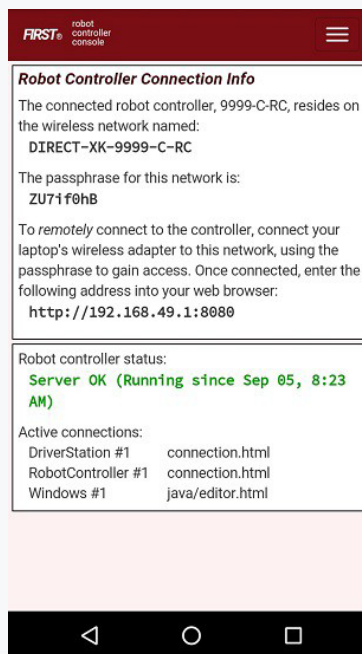 FIRST® robot controller console
Robot Controller Connection Info
The connected robot controller, 9999-C-RC, resides on
the wireless network named:
DIRECT-XK-9999-C-RC
The passphrase for this network is:
ZU7if0hB
To remotely connect to the controller, connect your
laptop's wireless adapter to this network, using the
passphrase to gain access. Once connected, enter the
following address into your web browser:
http://192.168.49.1:8080
Robot controller status:
Server OK (Running since Sep 05, 8:23
AM)
Active connections:
DriverStation #1 connection.html
RobotController #1 connection.html
Windows #1 java/editor.html